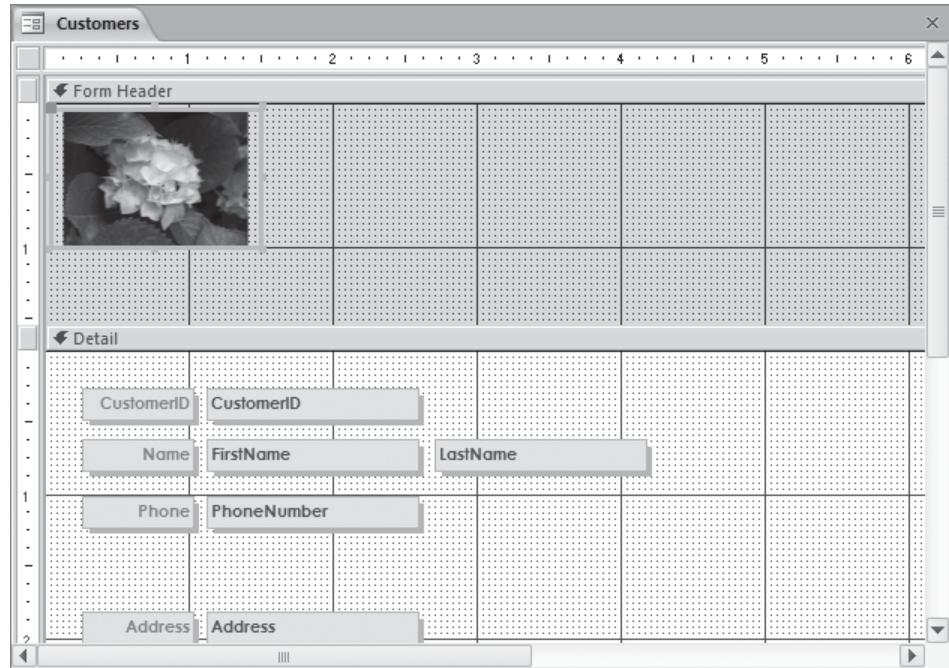 Customers
1 2 3 4 5 6
Form Header
1
Detail
CustomerID CustomerID
Name FirstName LastName
1
Phone PhoneNumber
Address Address
2